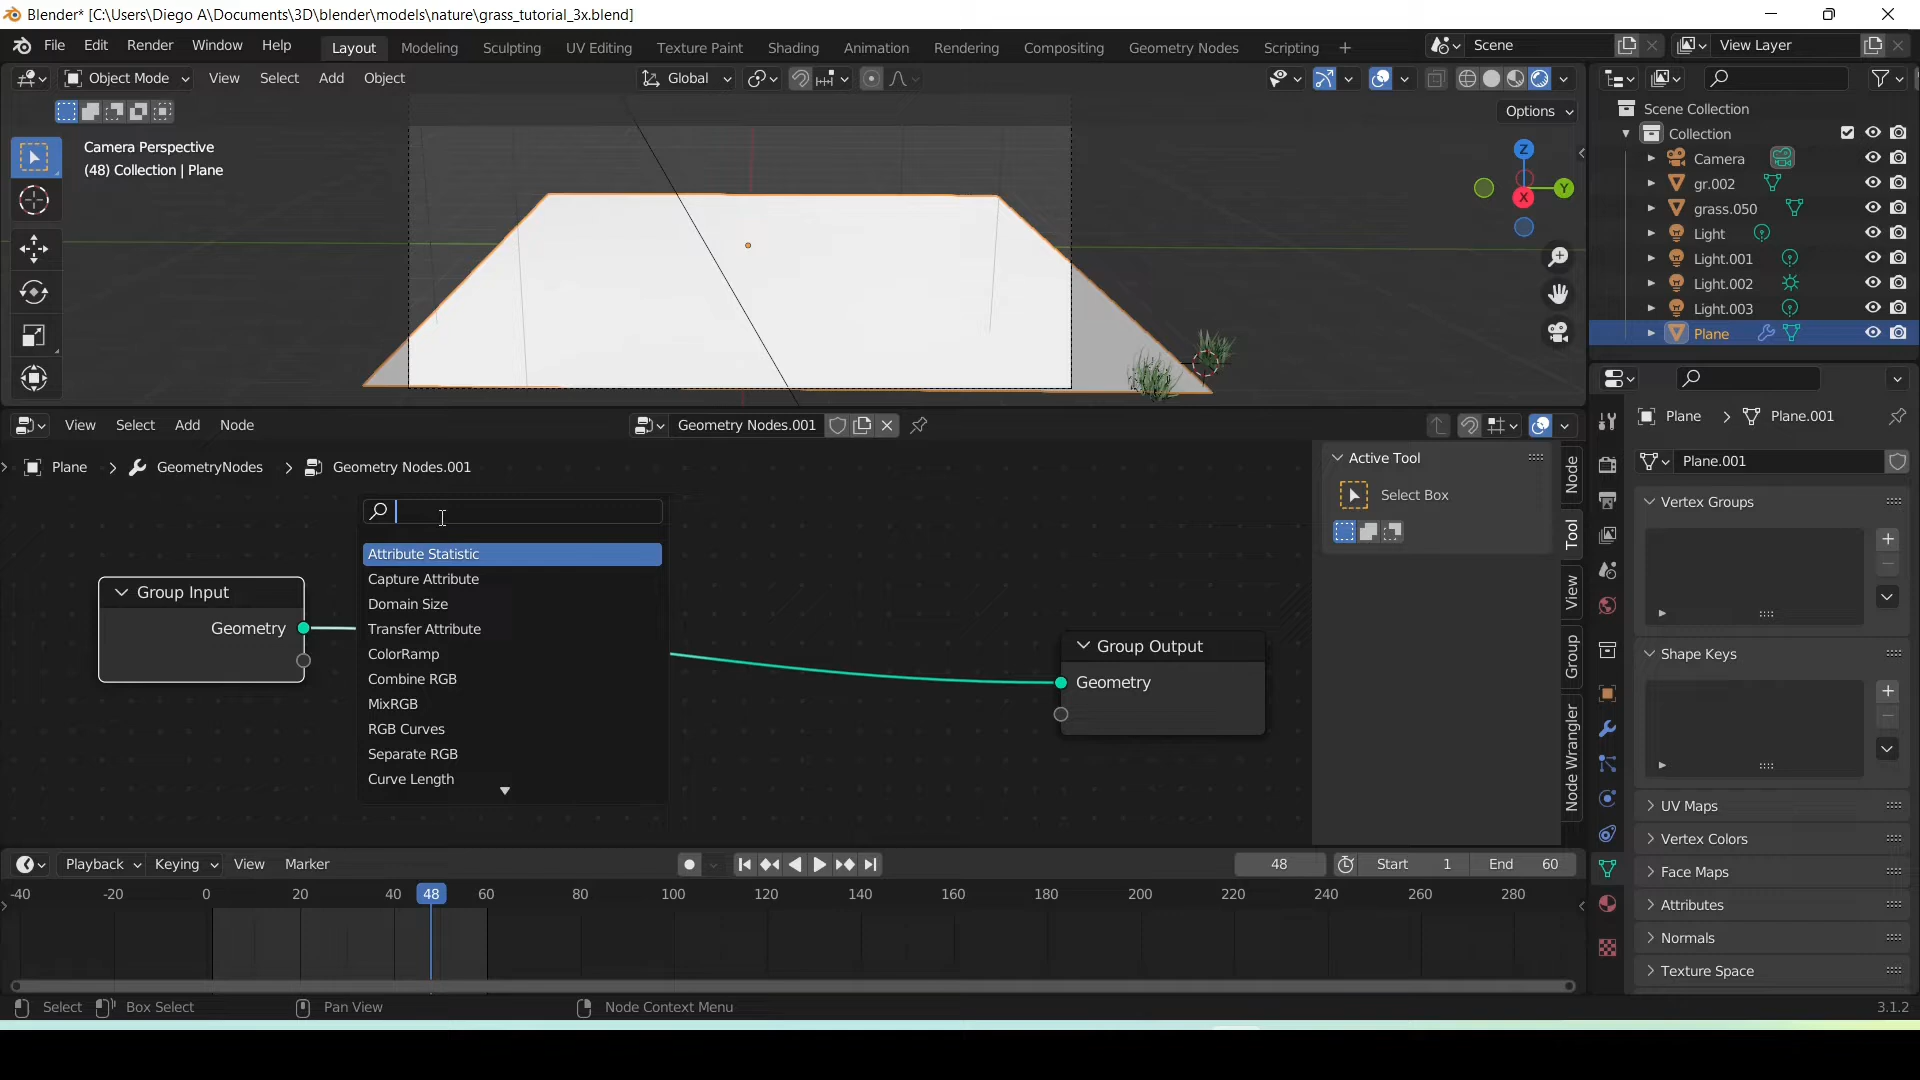 Blender* [C:\Users\Diego A\Documents\3D\blender\models\nature\grass_tutorial_3x.blend]
File Edit Render Window Help
Layout Modeling Sculpting UV Editing Texture Paint Shading Animation Rendering Compositing Geometry Nodes Scripting +
Scene
View Layer
Object Mode View Select Add Object
Global
Options
Camera Perspective
(48) Collection | Plane
Z
Y
X
Scene Collection
Collection
Camera
gr.002
grass.050
Light
Light.001
Light.002
Light.003
Plane
View Select Add Node
Geometry Nodes.001
Plane > GeometryNodes > Geometry Nodes.001
Group Input
Geometry
Attribute Statistic
Capture Attribute
Domain Size
Transfer Attribute
ColorRamp
Combine RGB
MixRGB
RGB Curves
Separate RGB
Curve Length
Group Output
Geometry
Active Tool
Select Box
Node
Tool
View
Group
Node Wrangler
Plane > Plane.001
Plane.001
Vertex Groups
Shape Keys
UV Maps
Vertex Colors
Face Maps
Attributes
Normals
Texture Space
Playback Keying View Marker
48 Start 1 End 60
-40 -20 0 20 40 48 60 80 100 120 140 160 180 200 220 240 260 280
Select Box Select Pan View Node Context Menu
3.1.2